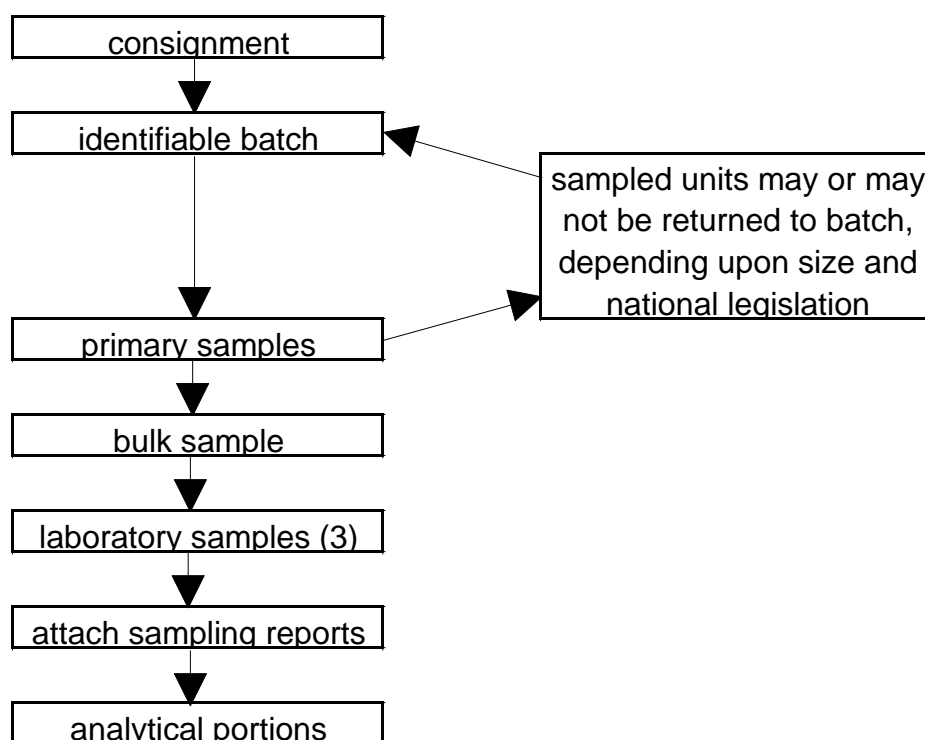 consignment
identifiable batch
sampled units may or may
not be returned to batch,
depending upon size and
national legislation
primary samples
bulk sample
laboratory samples (3)
attach sampling reports
analytical portions